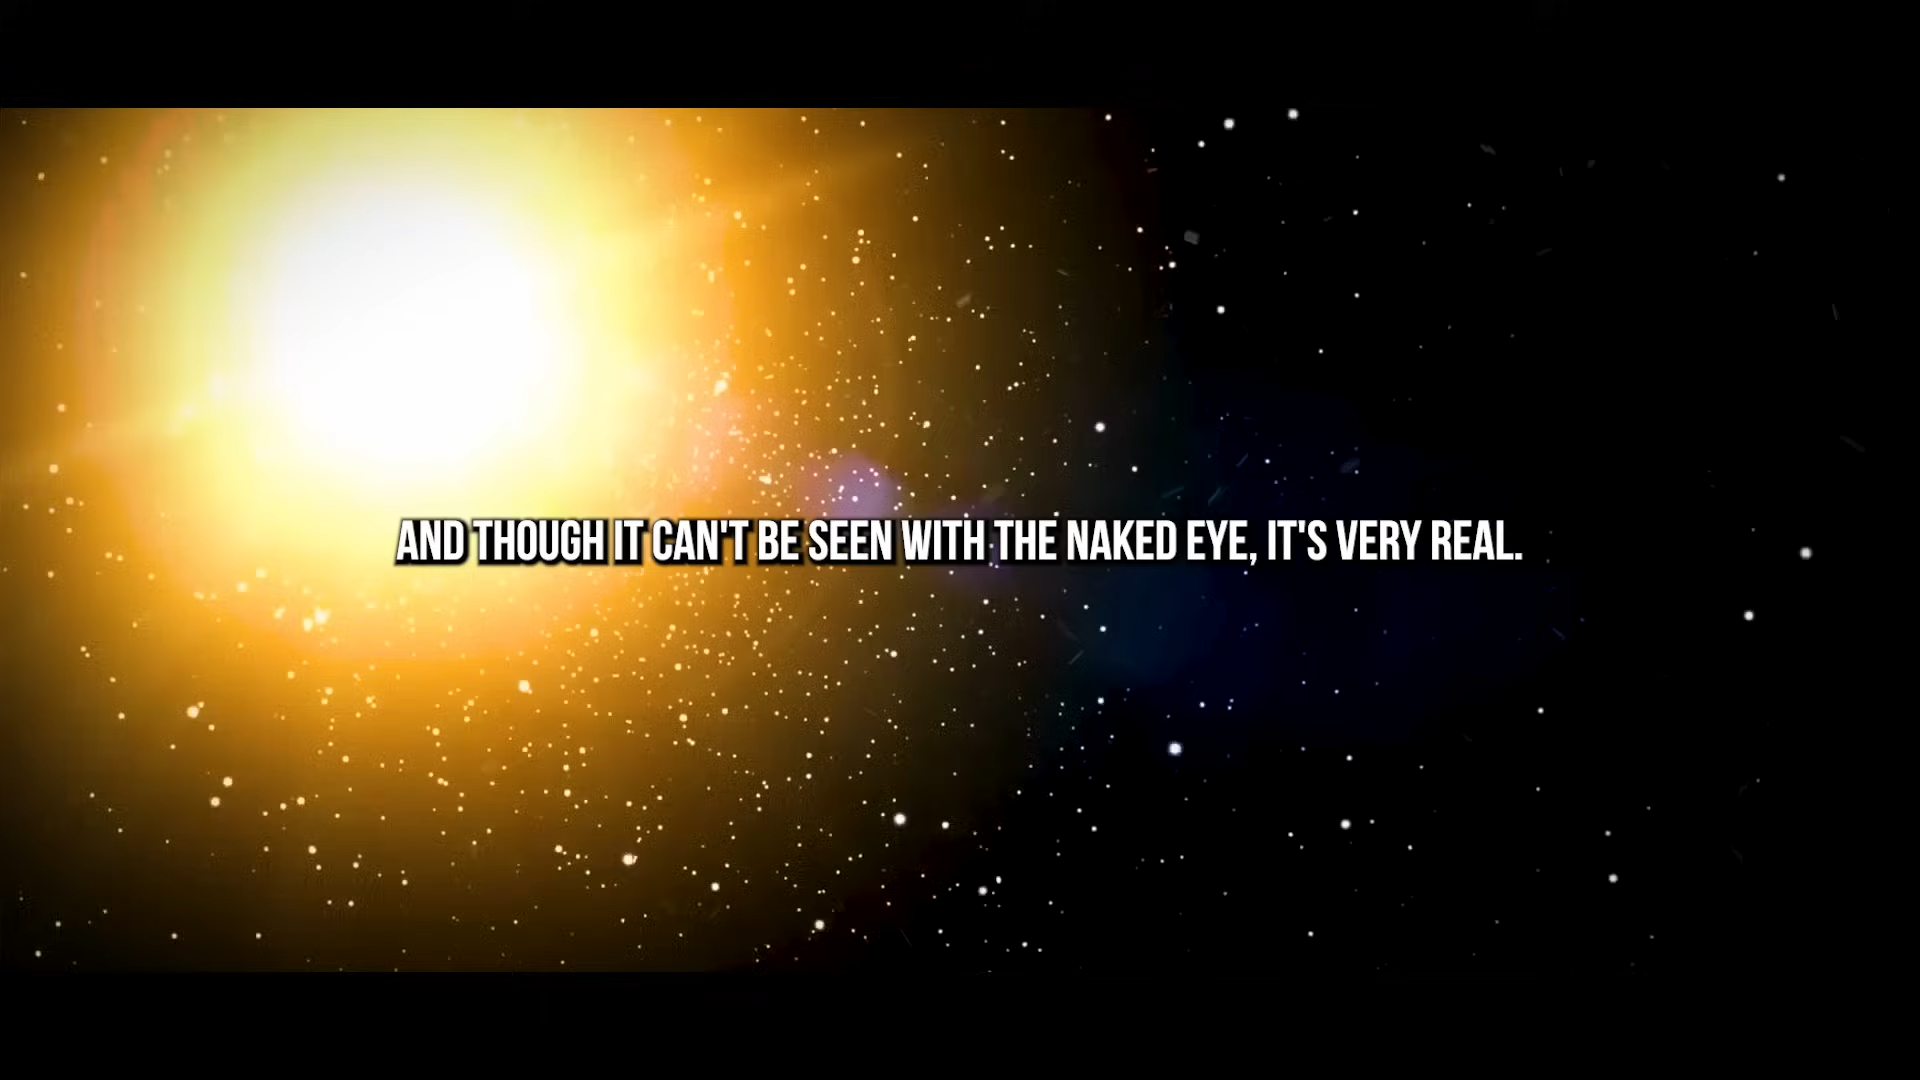 AND THOUGH IT CAN'T BE SEEN WITH THE NAKED EYE, IT'S VERY REAL.